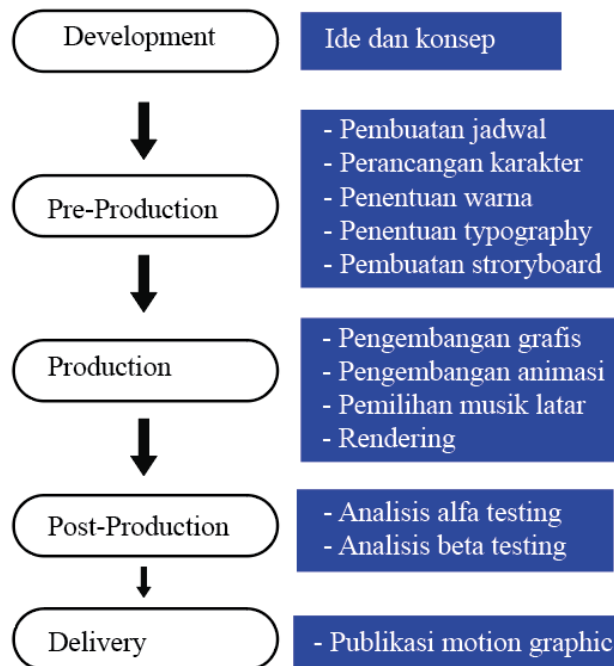 Development
Ide dan konsep
Pre-Production
- Pembuatan jadwal
- Perancangan karakter
- Penentuan warna
- Penentuan typography
- Pembuatan stroryboard
Production
- Pengembangan grafis
- Pengembangan animasi
- Pemilihan musik latar
- Rendering
Post-Production
- Analisis alfa testing
- Analisis beta testing
Delivery
- Publikasi motion graphic